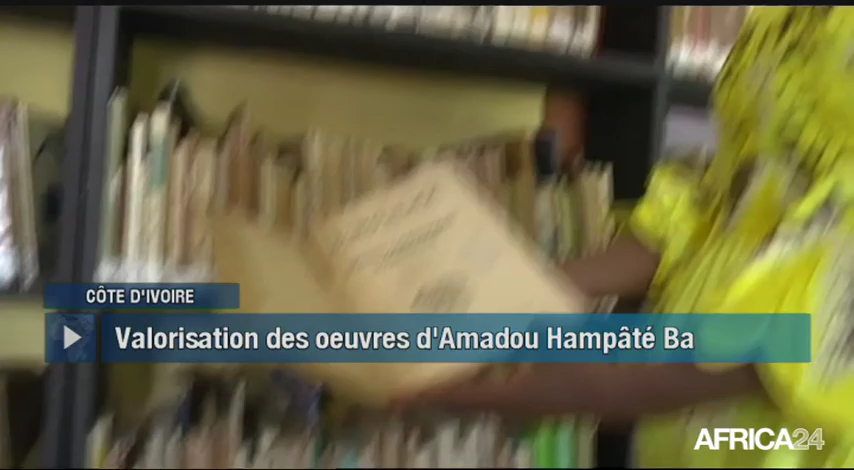 CÔTE D'IVOIRE
Valorisation des oeuvres d'Amadou Hampâté Ba
AFRICA24